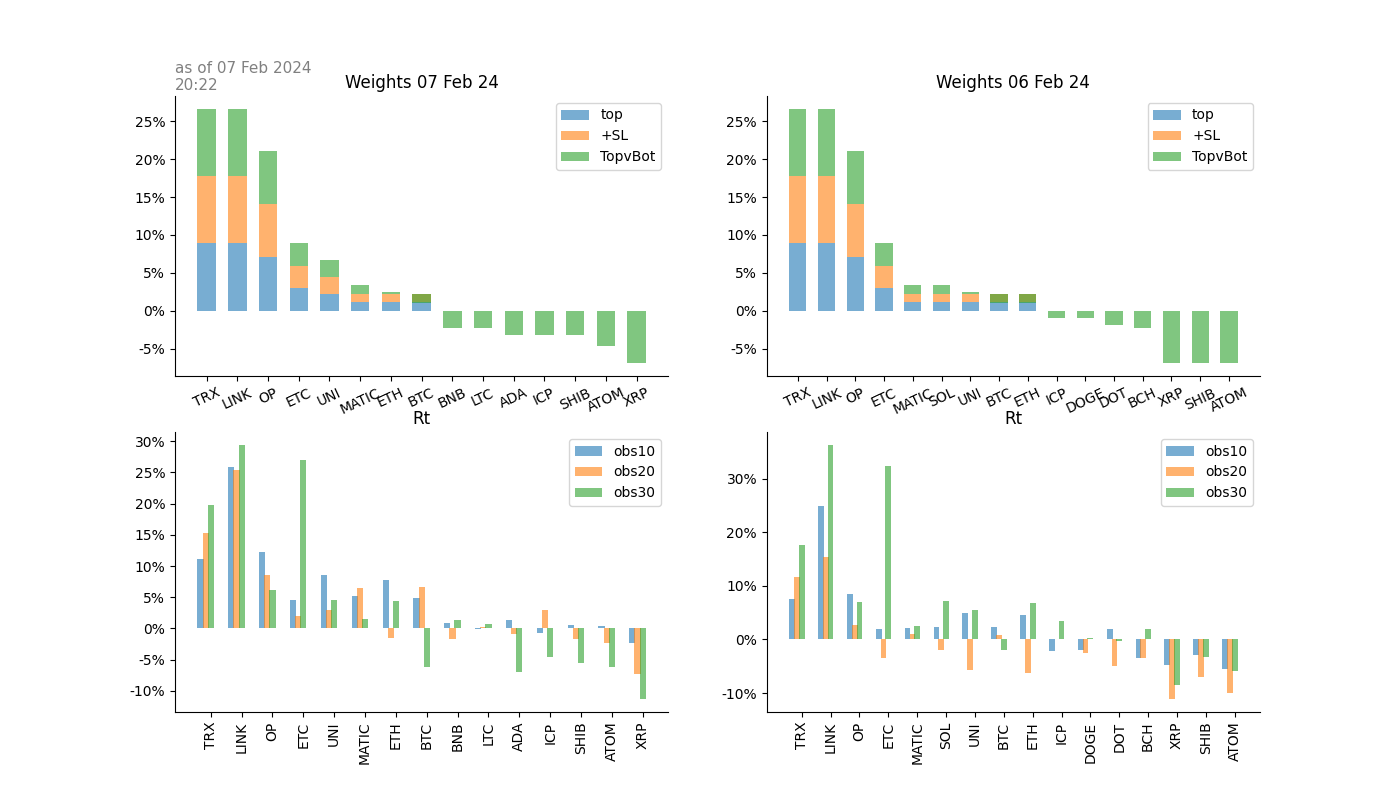 as of 07 Feb 2024
20:22
Weights 07 Feb 24
25%
20%
15%
10%
5%
0%
-5%
top
+SL
TopvBot
TRX LINK OP ETC UNI MATIC ETH BTC BNB LTC ADA ICP SHIB ATOM XRP
Weights 06 Feb 24
25%
20%
15%
10%
5%
0%
-5%
top
+SL
TopvBot
TRX LINK OP ETC MATIC SOL UNI BTC ETH ICP DOGE DOT BCH XRP SHIB ATOM
Rt
30%
25%
20%
15%
10%
5%
0%
-5%
-10%
obs10
obs20
obs30
TRX LINK OP ETC UNI MATIC ETH BTC BNB LTC ADA ICP SHIB ATOM XRP
Rt
30%
20%
10%
0%
-10%
obs10
obs20
obs30
TRX LINK OP ETC MATIC SOL UNI BTC ETH ICP DOGE DOT BCH XRP SHIB ATOM